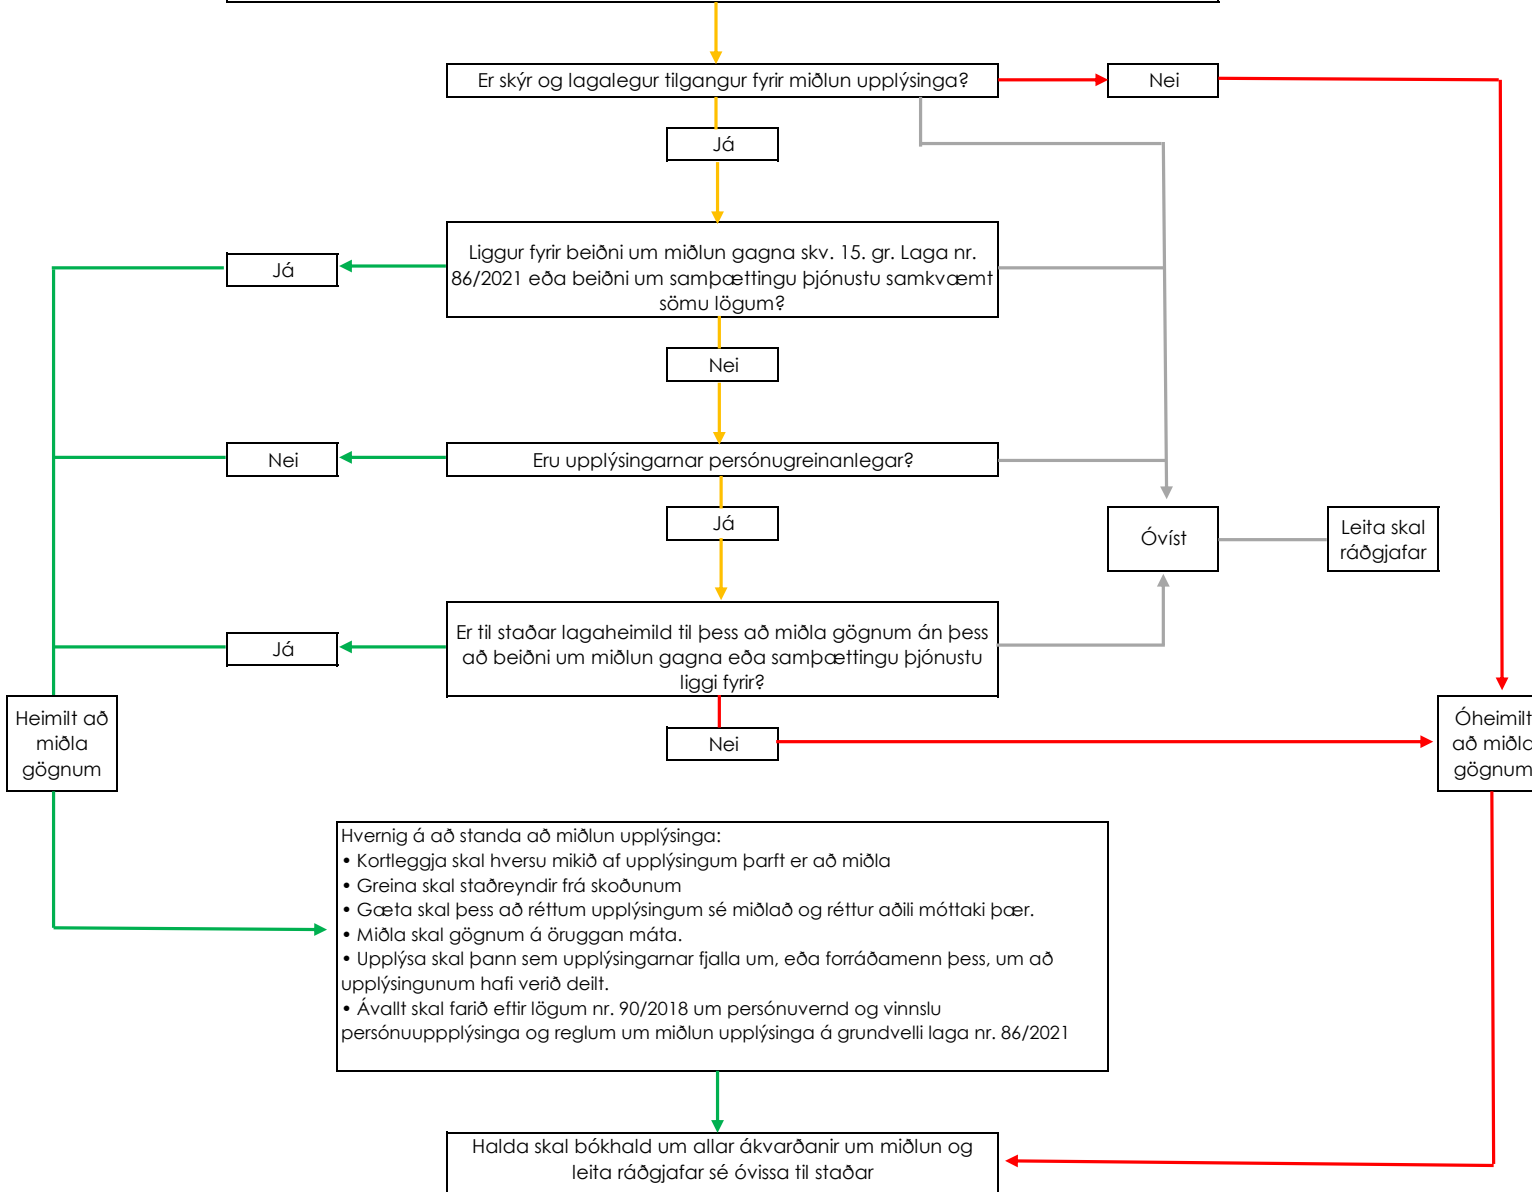 Er skýr og lagalegur tilgangur fyrir miðlun upplýsinga?
Nei
Já
Liggur fyrir beiðni um miðlun gagna skv. 15. gr. Laga nr.
86/2021 eða beiðni um samþættingu þjónustu samkvæmt
sömu lögum?
Já
Nei
Eru upplýsingarnar persónugreinanlegar?
Nei
Já
Óvíst
Leita skal
ráðgjafar
Er til staðar lagaheimild til þess að miðla gögnum án þess
að beiðni um miðlun gagna eða samþættingu þjónustu
liggi fyrir?
Já
Nei
Heimilt að
miðla
gögnum
Óheimilt
að miðla
gögnum
Hvernig á að standa að miðlun upplýsinga:
• Kortleggja skal hversu mikið af upplýsingum þarft er að miðla
• Greina skal staðreyndir frá skoðunum
• Gæta skal þess að réttum upplýsingum sé miðlað og réttur aðili móttaki þær.
• Miðla skal gögnum á öruggan máta.
• Upplýsa skal þann sem upplýsingarnar fjalla um, eða forráðamenn þess, um að
upplýsingunum hafi verið deilt.
• Ávallt skal farið eftir lögum nr. 90/2018 um persónuvernd og vinnslu
persónuuppplýsinga og reglum um miðlun upplýsinga á grundvelli laga nr. 86/2021
Halda skal bókhald um allar ákvarðanir um miðlun og
leita ráðgjafar sé óvissa til staðar